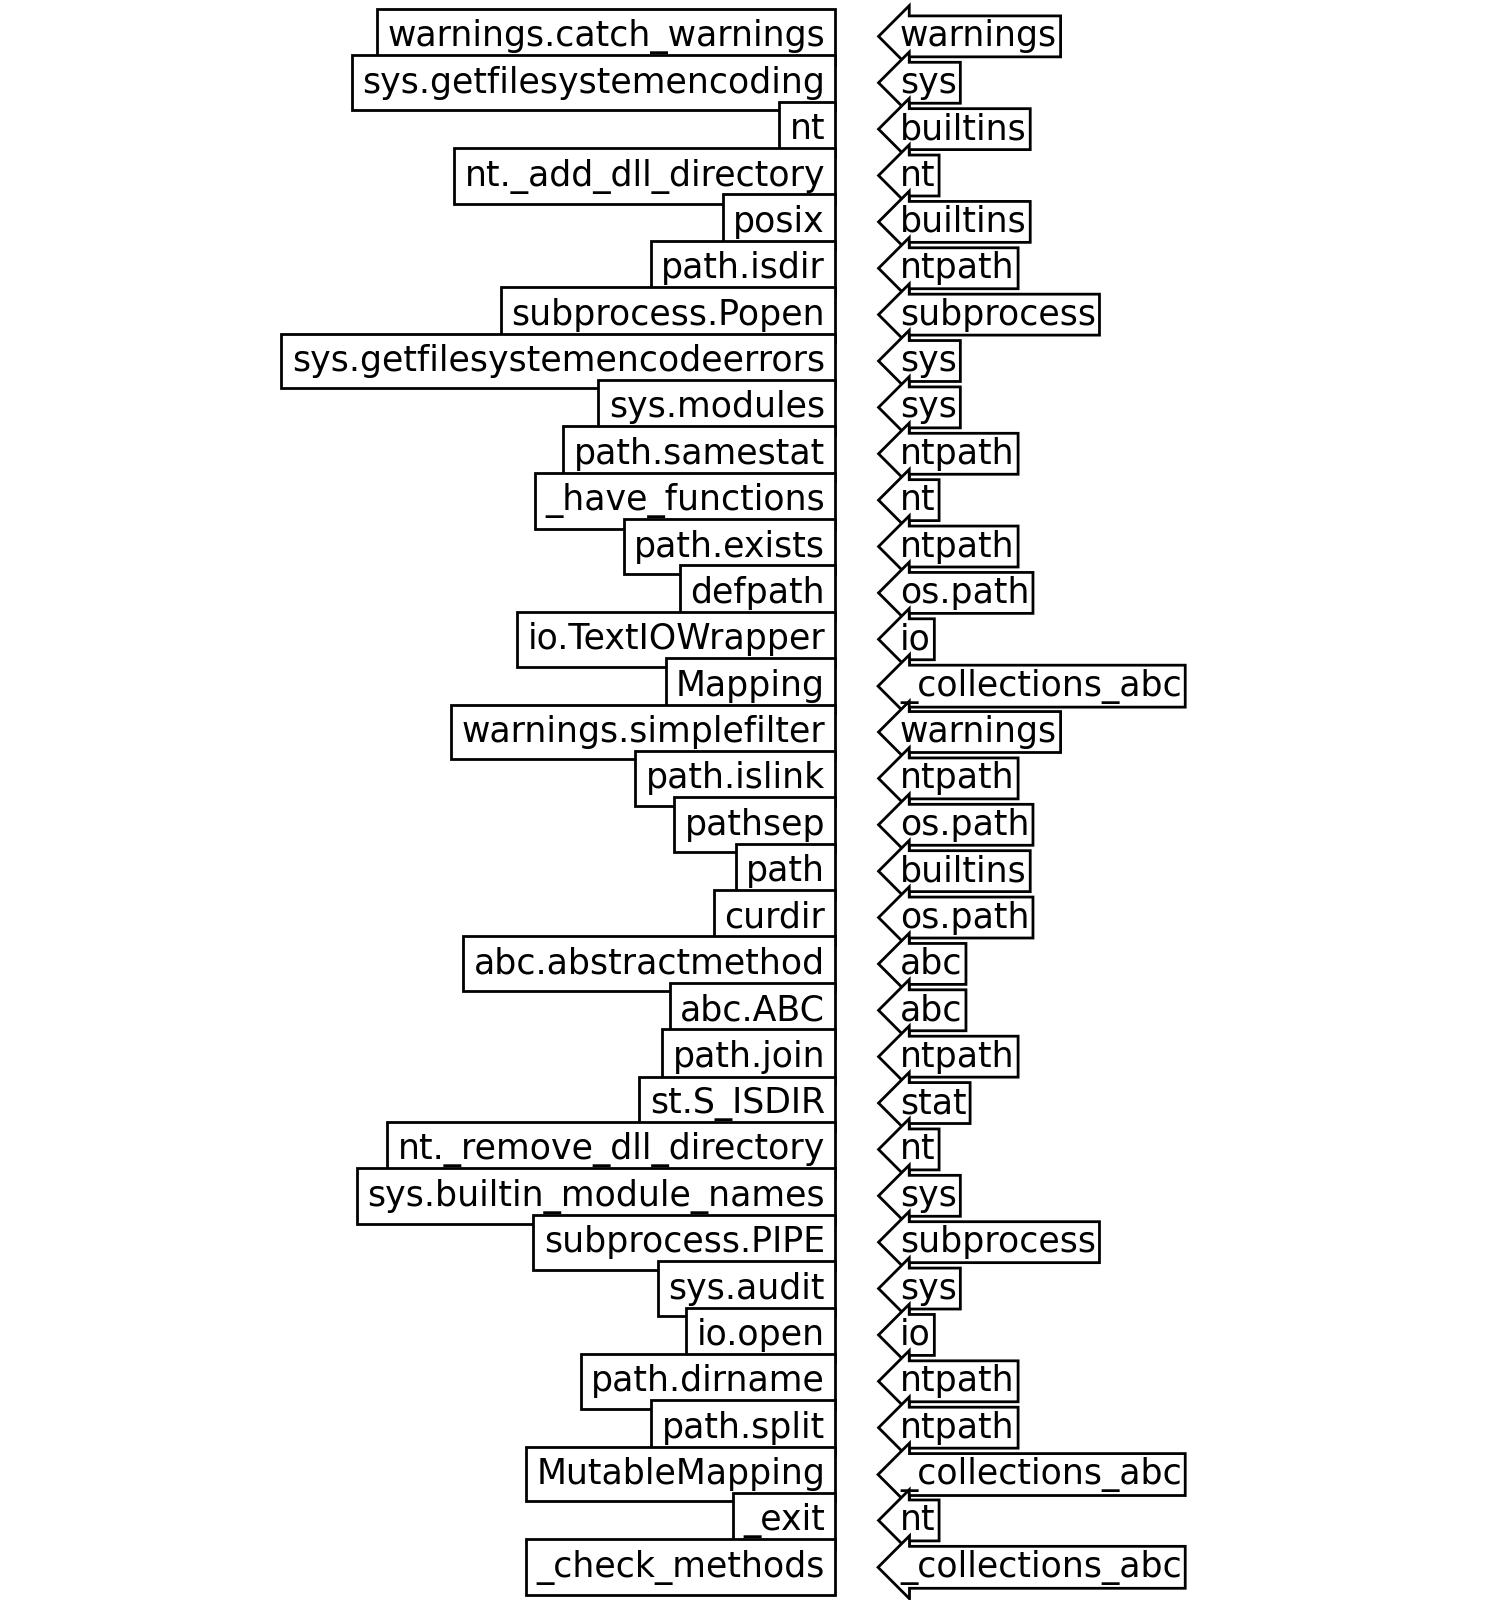 warnings.catch_warnings warnings
sys.getfilesystemencoding sys
nt builtins
nt._add_dll_directory nt
posix builtins
path.isdir ntpath
subprocess.Popen subprocess
sys.getfilesystemencodeerrors sys
sys.modules sys
path.samestat ntpath
_have_functions nt
path.exists ntpath
defpath os.path
io.TextIOWrapper io
Mapping _collections_abc
warnings.simplefilter warnings
path.islink ntpath
pathsep os.path
path builtins
curdir os.path
abc.abstractmethod abc
abc.ABC abc
path.join ntpath
st.S_ISDIR stat
nt._remove_dll_directory nt
sys.builtin_module_names sys
subprocess.PIPE subprocess
sys.audit sys
io.open io
path.dirname ntpath
path.split ntpath
MutableMapping _collections_abc
_exit nt
_check_methods _collections_abc